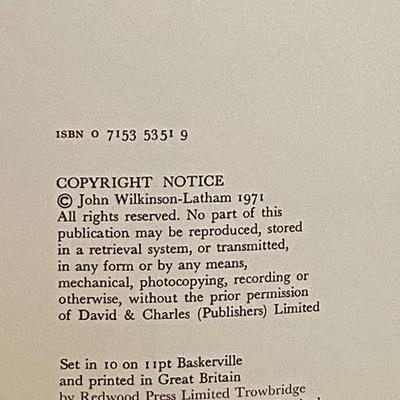 ISBN 0 7153 5351 9
COPYRIGHT NOTICE
© John Wilkinson-Latham 1971
All rights reserved. No part of this
publication may be reproduced, stored
in a retrieval system, or transmitted,
in any form or by any means,
mechanical, photocopying, recording or
otherwise, without the prior permission
of David & Charles (Publishers) Limited
Set in 10 on 11pt Baskerville
and printed in Great Britain
by Redwood Press Limited Trowbridge